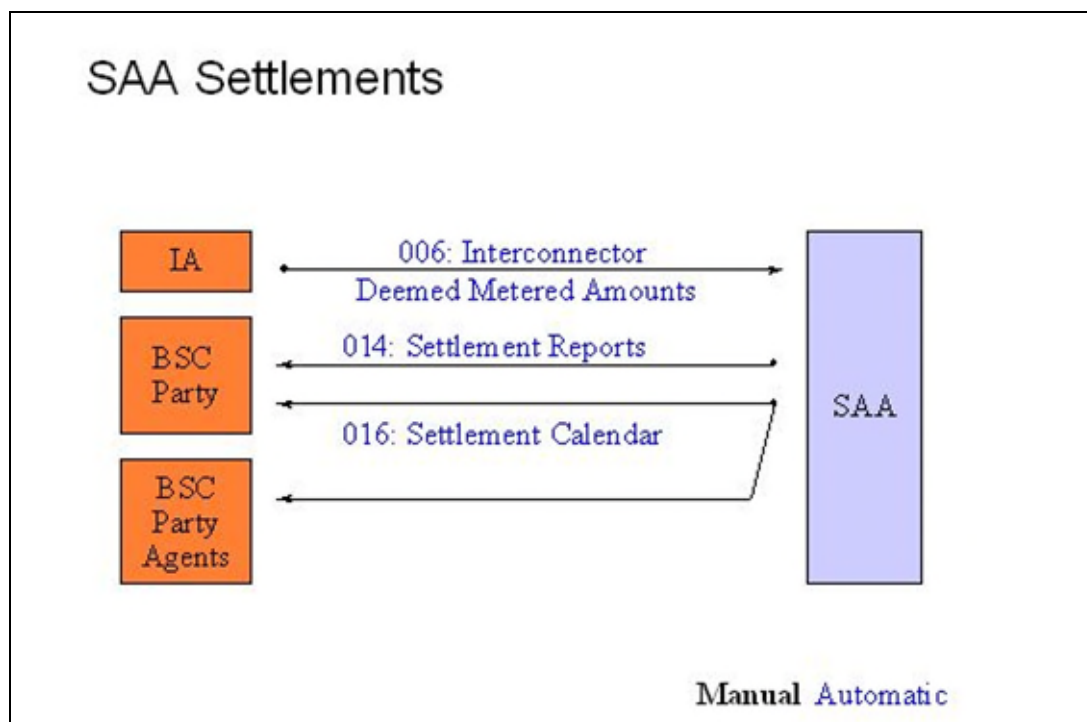 SAA Settlements
IA
006: Interconnector
Deemed Metered Amounts
BSC
Party
014: Settlement Reports
016: Settlement Calendar
SAA
BSC
Party
Agents
Manual Automatic